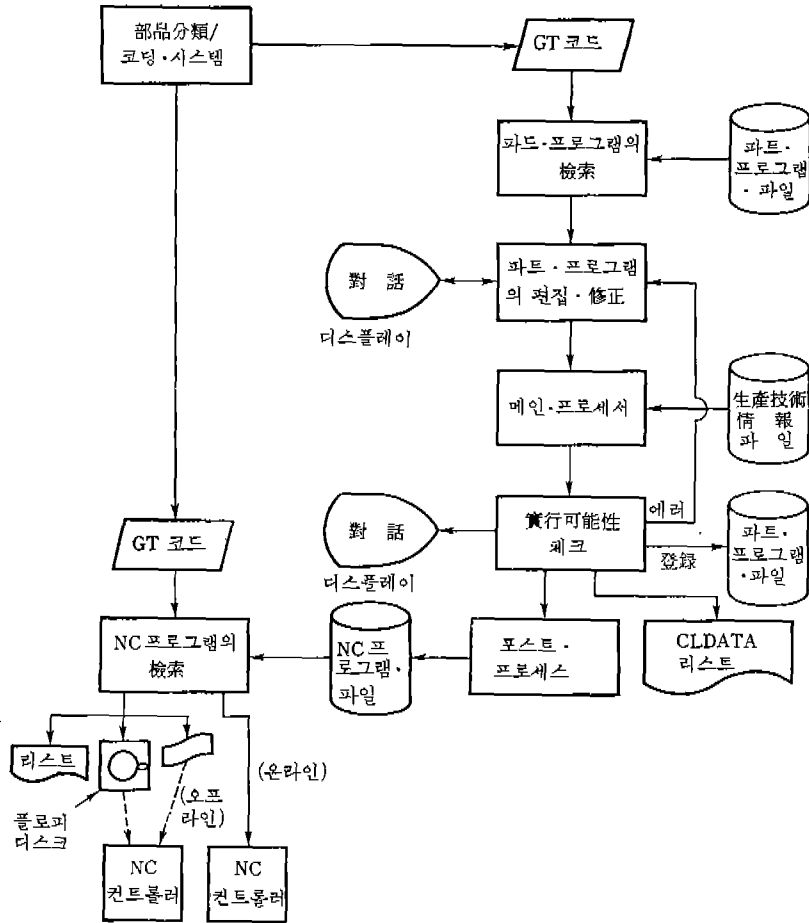 部品分類/
코딩·시스템
GT 코드
파드·프로그램의
檢索
파트·
프로그램
·파일
對 話
디스플레이
파트·프로그램
의 편집·修正
메인·프로세서
生產技術
情 報
파 일
에러
對 話
디스플레이
實行可能性
체크
登録
파트·
프로그램
·파일
GT 코드
NC 프로그램의
檢索
NC 프
로그램·
파일
포스트·
프로세스
CLDATA
리스트
리스트
플로피
디스크
(오프
라인)
(온라인)
NC
컨트롤러
NC
컨트롤러